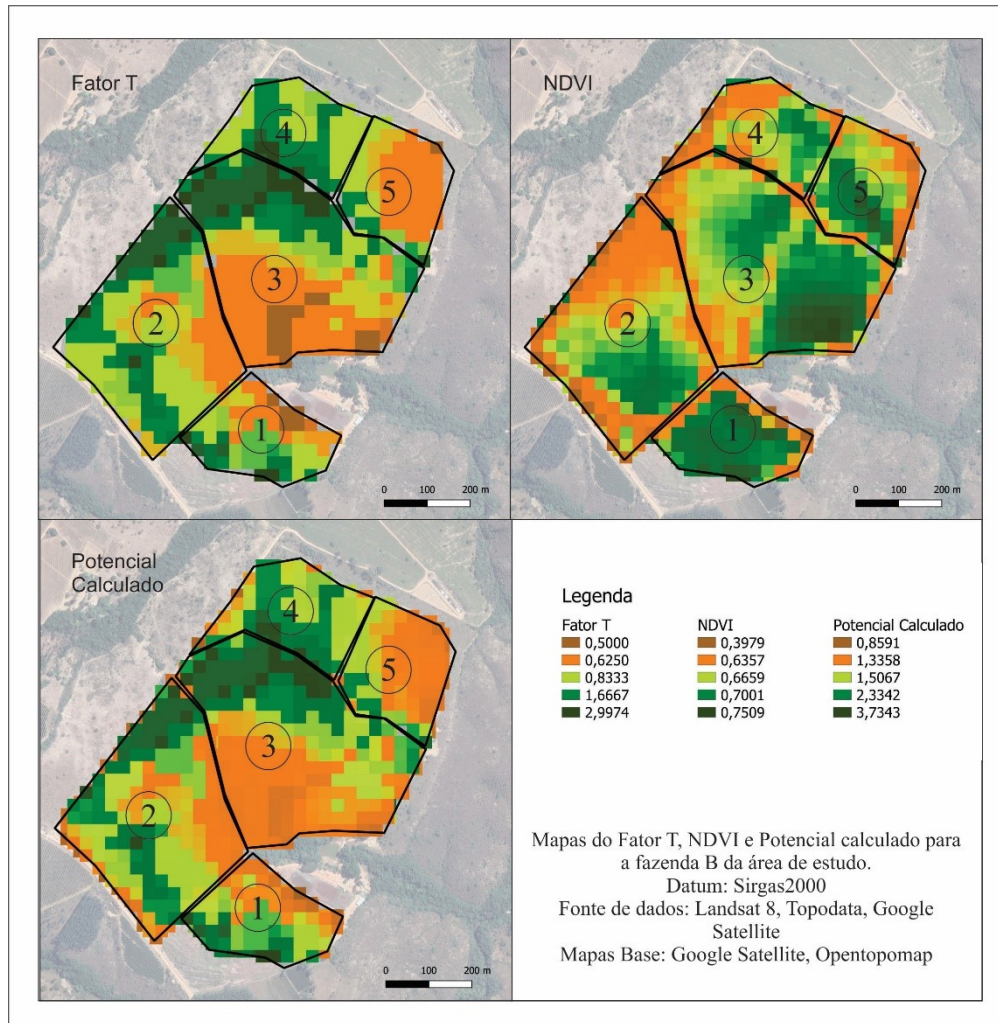 Fator T
4
5
3
2
1
0 100 200 m
NDVI
4
5
3
2
1
0 100 200 m
Potencial
Calculado
4
5
3
2
1
0 100 200 m
Legenda
Fator T NDVI Potencial Calculado
0,5000 0,3979 0,8591
0,6250 0,6357 1,3358
0,8333 0,6659 1,5067
1,6667 0,7001 2,3342
2,9974 0,7509 3,7343
Mapas do Fator T, NDVI e Potencial calculado para
a fazenda B da área de estudo.
Datum: Sirgas2000
Fonte de dados: Landsat 8, Topodata, Google
Satellite
Mapas Base: Google Satellite, Opentopomap